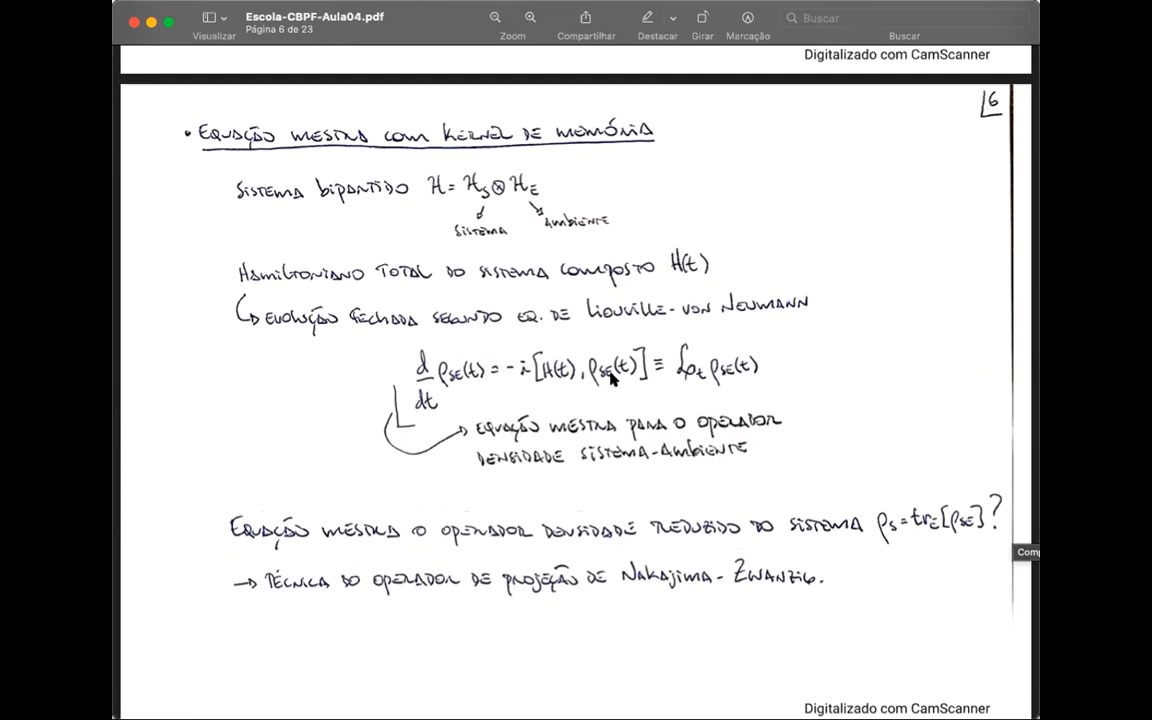 Escola-CBPF-Aula04.pdf
Página 6 de 23
Visualizar
Zoom
Compartilhar
Destacar
Girar
Marcação
Buscar
Buscar
Digitalizado com CamScanner
6
• Equação mestra com kernel de memória
Sistema bipartido H = H_S ⊗ H_E
Sistema
Ambiente
Hamiltoniano total do sistema composto H(t)
↳ Evolução fechada segundo eq. de Liouville-von Neumann
d/dt ρ_SE(t) = -i [H(t), ρ_SE(t)] ≡ ℒ_t ρ_SE(t)
→ Equação mestra para o operador
densidade sistema-ambiente
Equação mestra o operador densidade reduzido do sistema ρ_S = tr_E[ρ_SE]?
→ Técnica do operador de projeção de Nakajima-Zwanzig.
Comp
Digitalizado com CamScanner